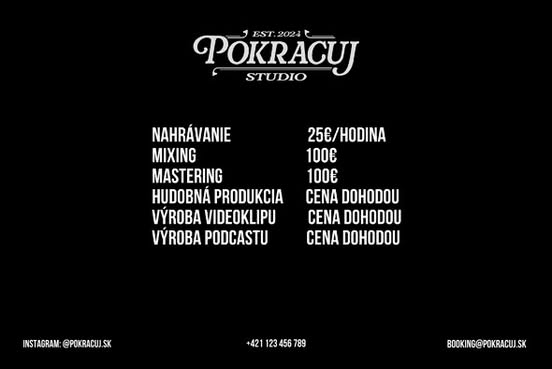 EST. 2024
POKRACUJ
STUDIO
NAHRÁVANIE 25€/HODINA
MIXING 100€
MASTERING 100€
HUDOBNÁ PRODUKCIA CENA DOHODOU
VÝROBA VIDEOKLIPU CENA DOHODOU
VÝROBA PODCASTU CENA DOHODOU
INSTAGRAM: @POKRACUJ.SK +421 123 456 789 BOOKING@POKRACUJ.SK